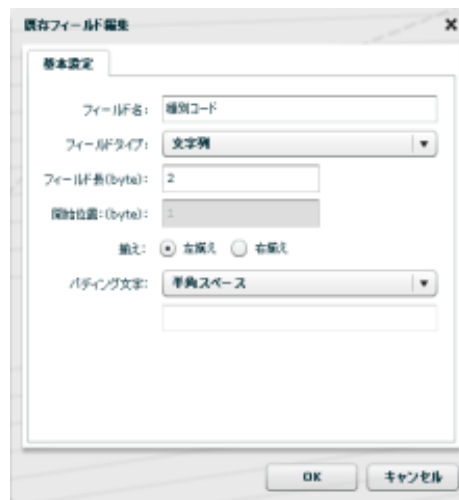 既存フィールド編集
基本設定
フィールド名: 種別コード
フィールドタイプ: 文字列
フィールド長(byte): 2
開始位置:(byte): 1
揃え: 左揃え 右揃え
パディング文字: 半角スペース
OK キャンセル